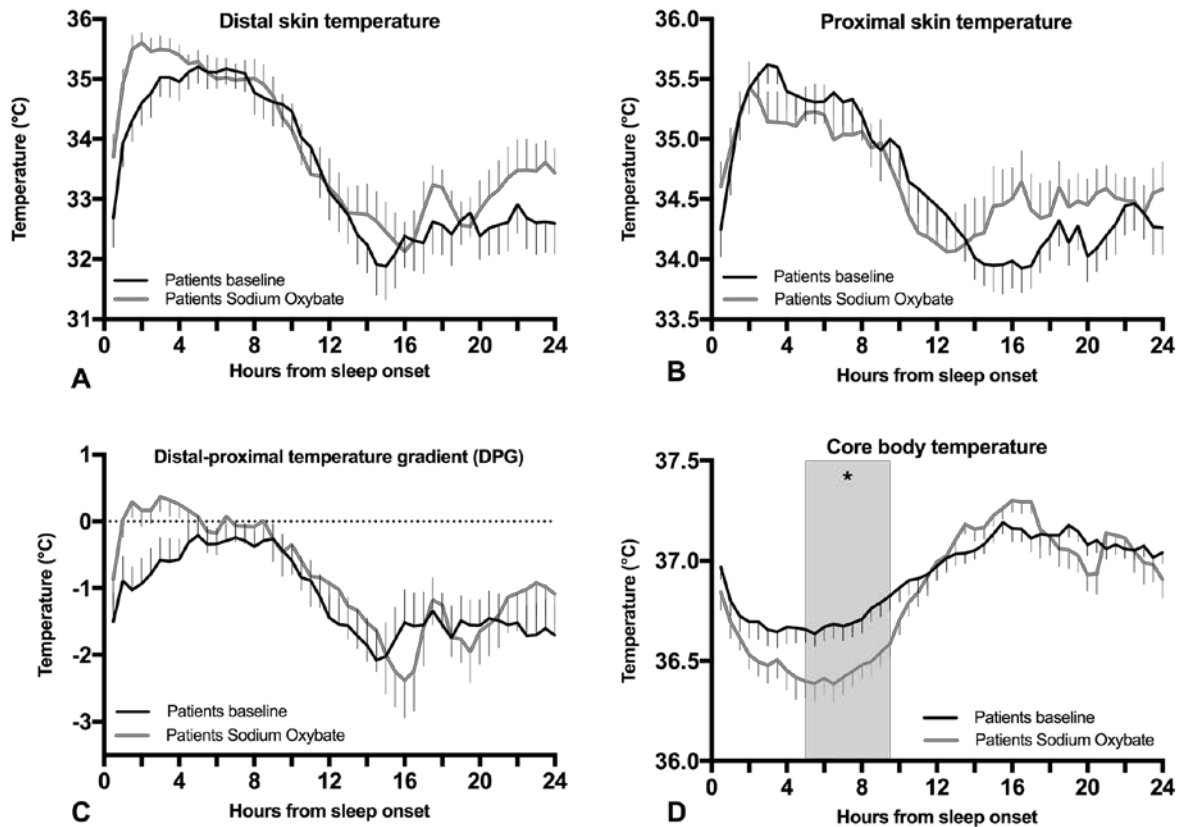 Distal skin temperature
36
35
34
33
32
31
Temperature (°C)
Patients baseline
Patients Sodium Oxybate
0 4 8 12 16 20 24
Hours from sleep onset
A
Proximal skin temperature
36.0
35.5
35.0
34.5
34.0
33.5
Temperature (°C)
Patients baseline
Patients Sodium Oxybate
0 4 8 12 16 20 24
Hours from sleep onset
B
Distal-proximal temperature gradient (DPG)
1
0
-1
-2
-3
Temperature (°C)
Patients baseline
Patients Sodium Oxybate
0 4 8 12 16 20 24
Hours from sleep onset
C
Core body temperature
37.5
37.0
36.5
36.0
Temperature (°C)
*
Patients baseline
Patients Sodium Oxybate
0 4 8 12 16 20 24
Hours from sleep onset
D